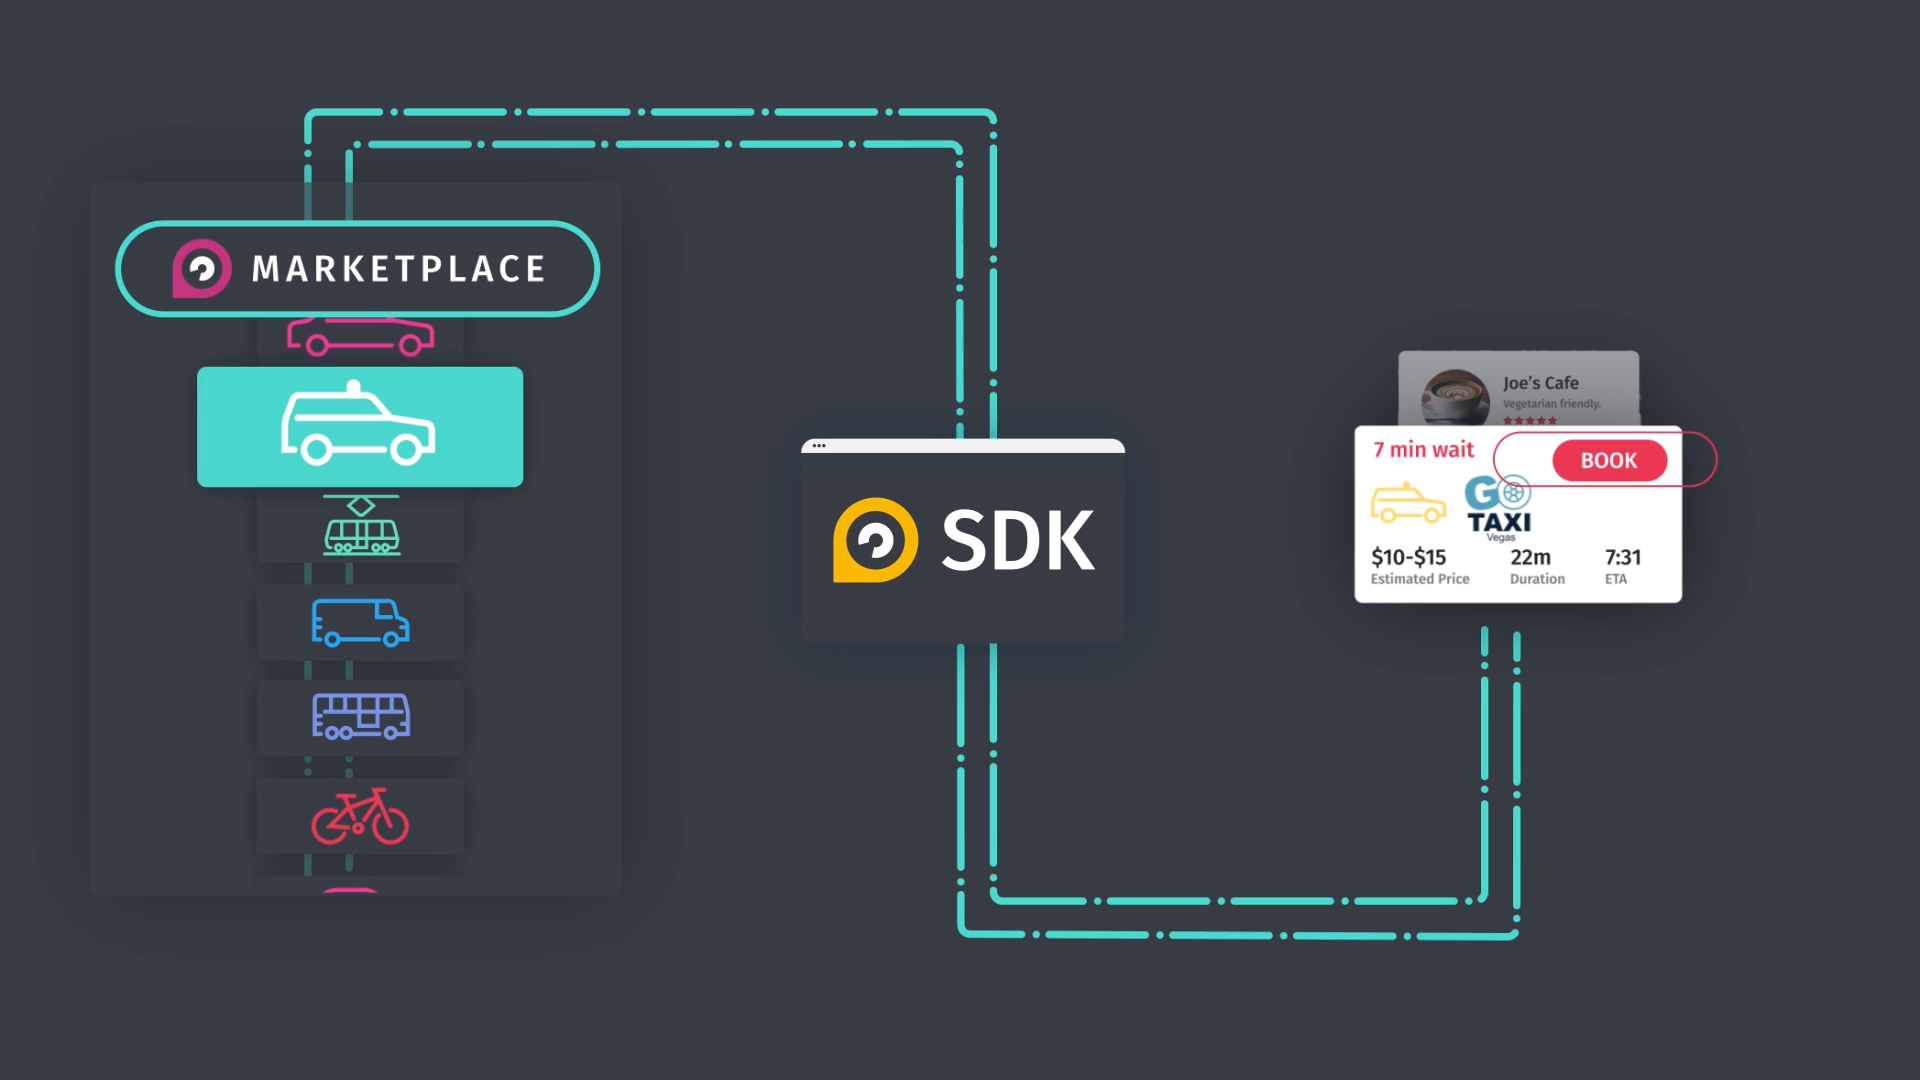 MARKETPLACE
SDK
Joe's Cafe
Vegetarian friendly.
7 min wait
BOOK
GO
TAXI
Vegas
$10-$15
22m
7:31
Estimated Price
Duration
ETA